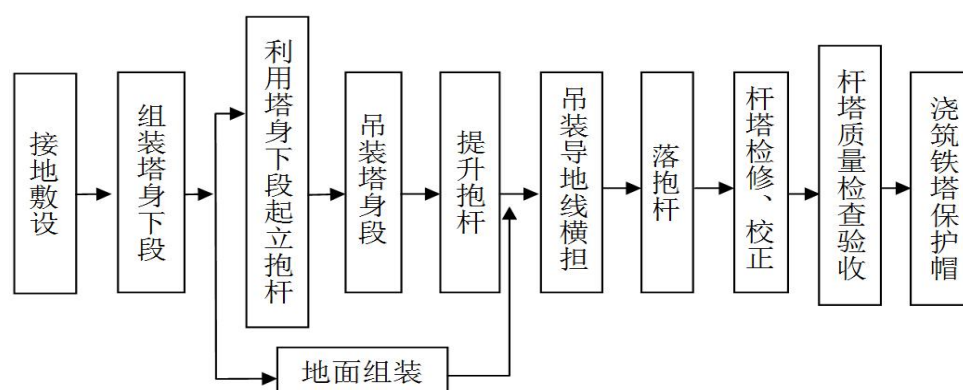 接地敷设
组装塔身下段
利用塔身下段起立抱杆
吊装塔身段
提升抱杆
吊装导地线横担
落抱杆
杆塔检修、校正
杆塔质量检查验收
浇筑铁塔保护帽
地面组装